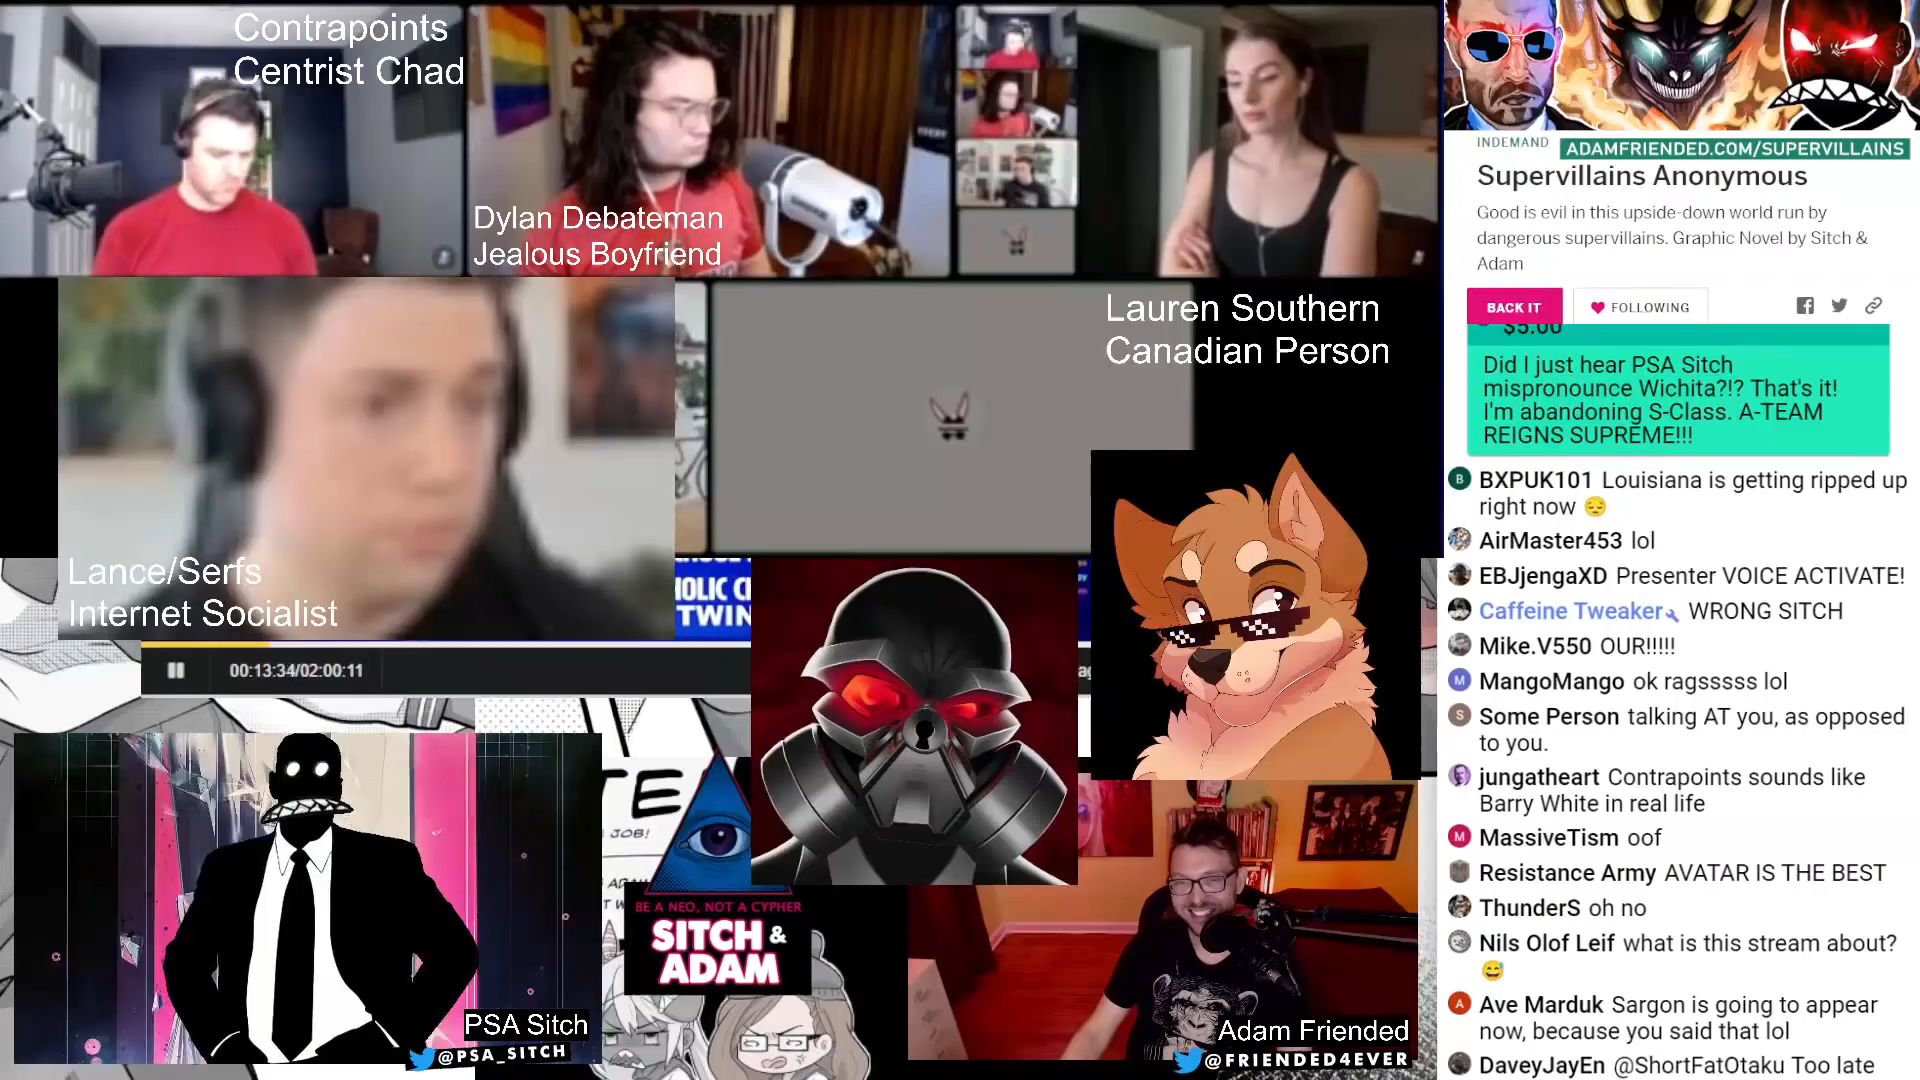 Contrapoints
Centrist Chad
Dylan Debateman
Jealous Boyfriend
Lauren Southern
Canadian Person
Lance/Serfs
Internet Socialist
00:13:34/02:00:11
HOLIC
TWIN
TE
JOB!
BE A NEO, NOT A CYPHER
SITCH &
ADAM
PSA Sitch
@PSA_SITCH
Adam Friended
@FRIENDED4EVER
INDEMAND
ADAMFRIENDED.COM/SUPERVILLAINS
Supervillains Anonymous
Good is evil in this upside-down world run by
dangerous supervillains. Graphic Novel by Sitch &
Adam
BACK IT
FOLLOWING
$5.00
Did I just hear PSA Sitch
mispronounce Wichita?!? That's it!
I'm abandoning S-Class. A-TEAM
REIGNS SUPREME!!!
B BXPUK101 Louisiana is getting ripped up
right now 😔
AirMaster453 lol
EBJjengaXD Presenter VOICE ACTIVATE!
Caffeine Tweaker WRONG SITCH
Mike.V550 OUR!!!!!
M MangoMango ok ragsssss lol
S Some Person talking AT you, as opposed
to you.
jungatheart Contrapoints sounds like
Barry White in real life
M MassiveTism oof
Resistance Army AVATAR IS THE BEST
ThunderS oh no
Nils Olof Leif what is this stream about?
😅
A Ave Marduk Sargon is going to appear
now, because you said that lol
DaveyJayEn @ShortFatOtaku Too late